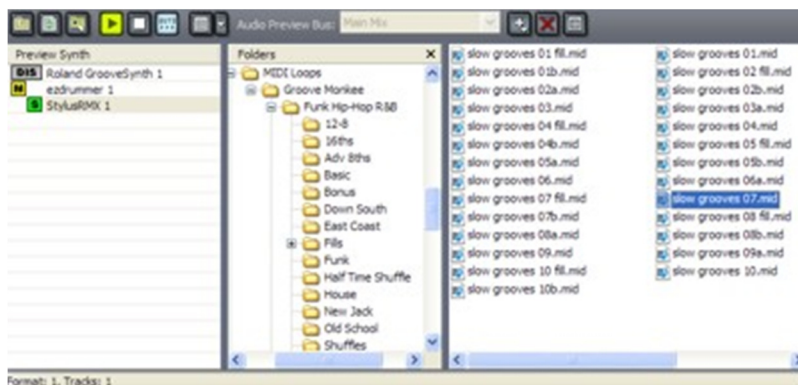 Audio Preview Bus: Main Mix
Preview Synth
DIS Roland GrooveSynth 1
M ezdrummer 1
S StylusRMX 1
Folders
MIDI Loops
Groove Monkee
Funk Hip-Hop R&B
12-8
16ths
Adv 8ths
Basic
Bonus
Down South
East Coast
Fills
Funk
Half Time Shuffle
House
New Jack
Old School
Shuffles
slow grooves 01 fill.mid
slow grooves 01b.mid
slow grooves 02a.mid
slow grooves 03.mid
slow grooves 04 fill.mid
slow grooves 04b.mid
slow grooves 05a.mid
slow grooves 06.mid
slow grooves 07 fill.mid
slow grooves 07b.mid
slow grooves 08a.mid
slow grooves 09.mid
slow grooves 10 fill.mid
slow grooves 10b.mid
slow grooves 01.mid
slow grooves 02 fill.mid
slow grooves 02b.mid
slow grooves 03a.mid
slow grooves 04.mid
slow grooves 05 fill.mid
slow grooves 05b.mid
slow grooves 06a.mid
slow grooves 07.mid
slow grooves 08 fill.mid
slow grooves 08b.mid
slow grooves 09a.mid
slow grooves 10.mid
Format: 1, Tracks: 1